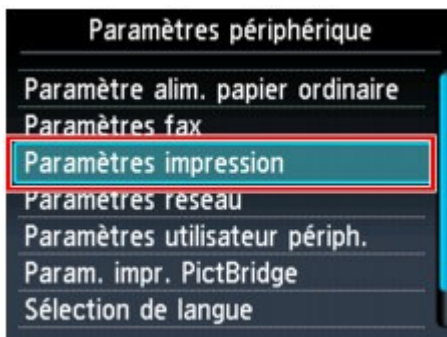 Paramètres périphérique
Paramètre alim. papier ordinaire
Paramètres fax
Paramètres impression
Paramètres réseau
Paramètres utilisateur périph.
Param. impr. PictBridge
Sélection de langue